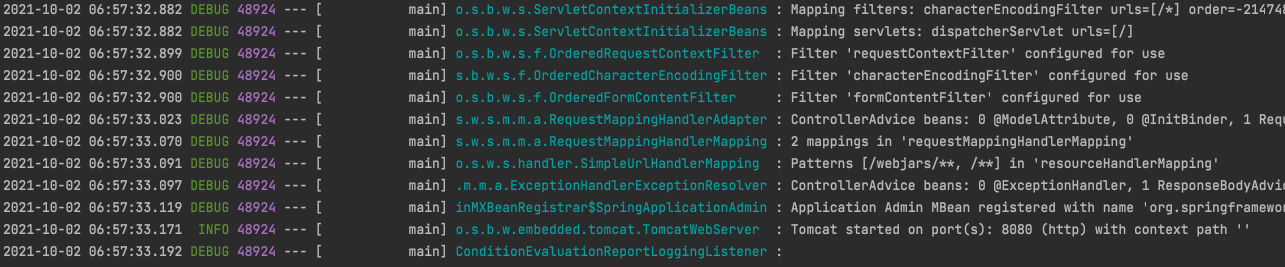 2021-10-02 06:57:32.882 DEBUG 48924 --- [           main] o.s.b.w.s.ServletContextInitializerBeans : Mapping filters: characterEncodingFilter urls=[/*] order=-214748
2021-10-02 06:57:32.882 DEBUG 48924 --- [           main] o.s.b.w.s.ServletContextInitializerBeans : Mapping servlets: dispatcherServlet urls=[/]
2021-10-02 06:57:32.899 DEBUG 48924 --- [           main] o.s.b.w.s.f.OrderedRequestContextFilter  : Filter 'requestContextFilter' configured for use
2021-10-02 06:57:32.900 DEBUG 48924 --- [           main] s.b.w.s.f.OrderedCharacterEncodingFilter : Filter 'characterEncodingFilter' configured for use
2021-10-02 06:57:32.900 DEBUG 48924 --- [           main] o.s.b.w.s.f.OrderedFormContentFilter     : Filter 'formContentFilter' configured for use
2021-10-02 06:57:33.023 DEBUG 48924 --- [           main] s.w.s.m.m.a.RequestMappingHandlerAdapter : ControllerAdvice beans: 0 @ModelAttribute, 0 @InitBinder, 1 Requ
2021-10-02 06:57:33.070 DEBUG 48924 --- [           main] s.w.s.m.m.a.RequestMappingHandlerMapping : 2 mappings in 'requestMappingHandlerMapping'
2021-10-02 06:57:33.091 DEBUG 48924 --- [           main] o.s.w.s.handler.SimpleUrlHandlerMapping  : Patterns [/webjars/**, /**] in 'resourceHandlerMapping'
2021-10-02 06:57:33.097 DEBUG 48924 --- [           main] .m.m.a.ExceptionHandlerExceptionResolver : ControllerAdvice beans: 0 @ExceptionHandler, 1 ResponseBodyAdvic
2021-10-02 06:57:33.119 DEBUG 48924 --- [           main] inMXBeanRegistrar$SpringApplicationAdmin : Application Admin MBean registered with name 'org.springframewor
2021-10-02 06:57:33.171  INFO 48924 --- [           main] o.s.b.w.embedded.tomcat.TomcatWebServer  : Tomcat started on port(s): 8080 (http) with context path ''
2021-10-02 06:57:33.192 DEBUG 48924 --- [           main] ConditionEvaluationReportLoggingListener :